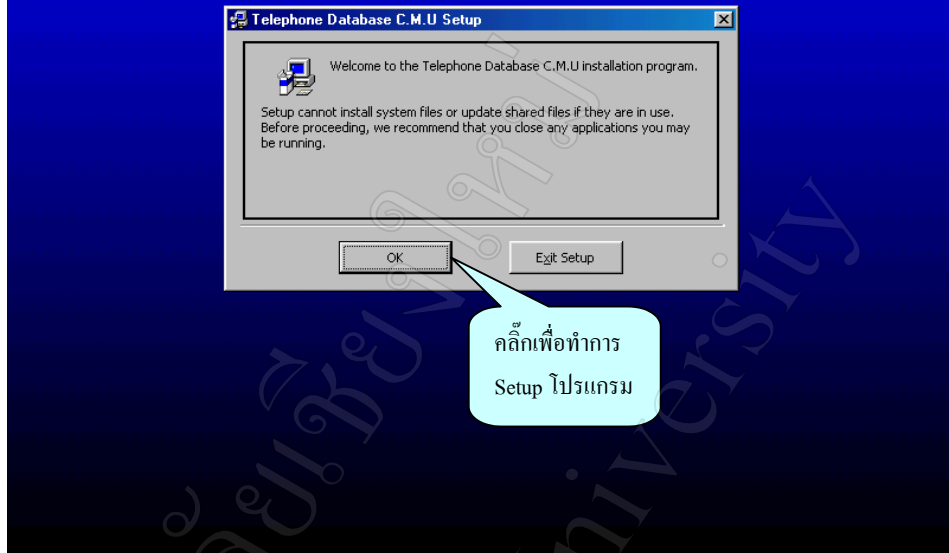 Telephone Database C.M.U Setup
Welcome to the Telephone Database C.M.U installation program.
Setup cannot install system files or update shared files if they are in use.
Before proceeding, we recommend that you close any applications you may
be running.
OK
Exit Setup
คลิ๊กเพื่อทำการ
Setup โปรแกรม